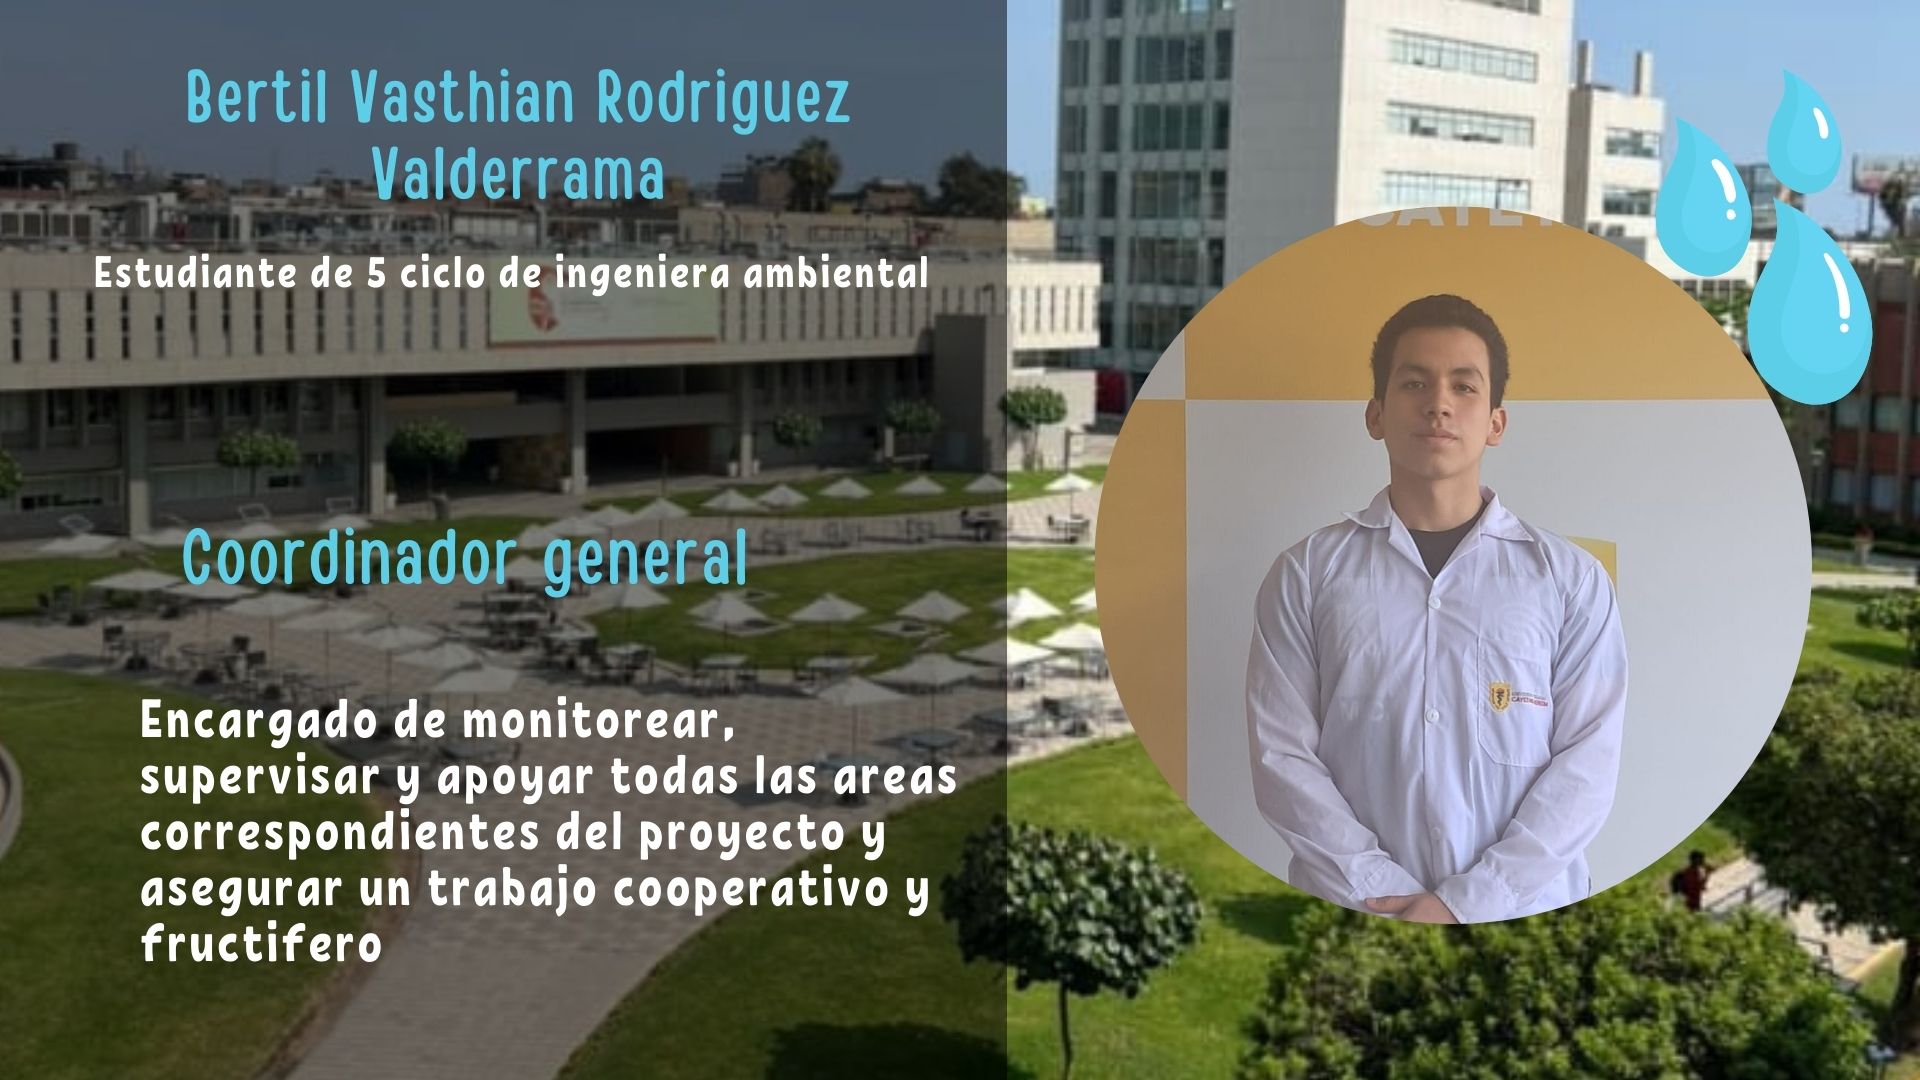 Bertil Vasthian Rodriguez
Valderrama
Estudiante de 5 ciclo de ingeniera ambiental
Coordinador general
Encargado de monitorear,
supervisar y apoyar todas las areas
correspondientes del proyecto y
asegurar un trabajo cooperativo y
fructifero